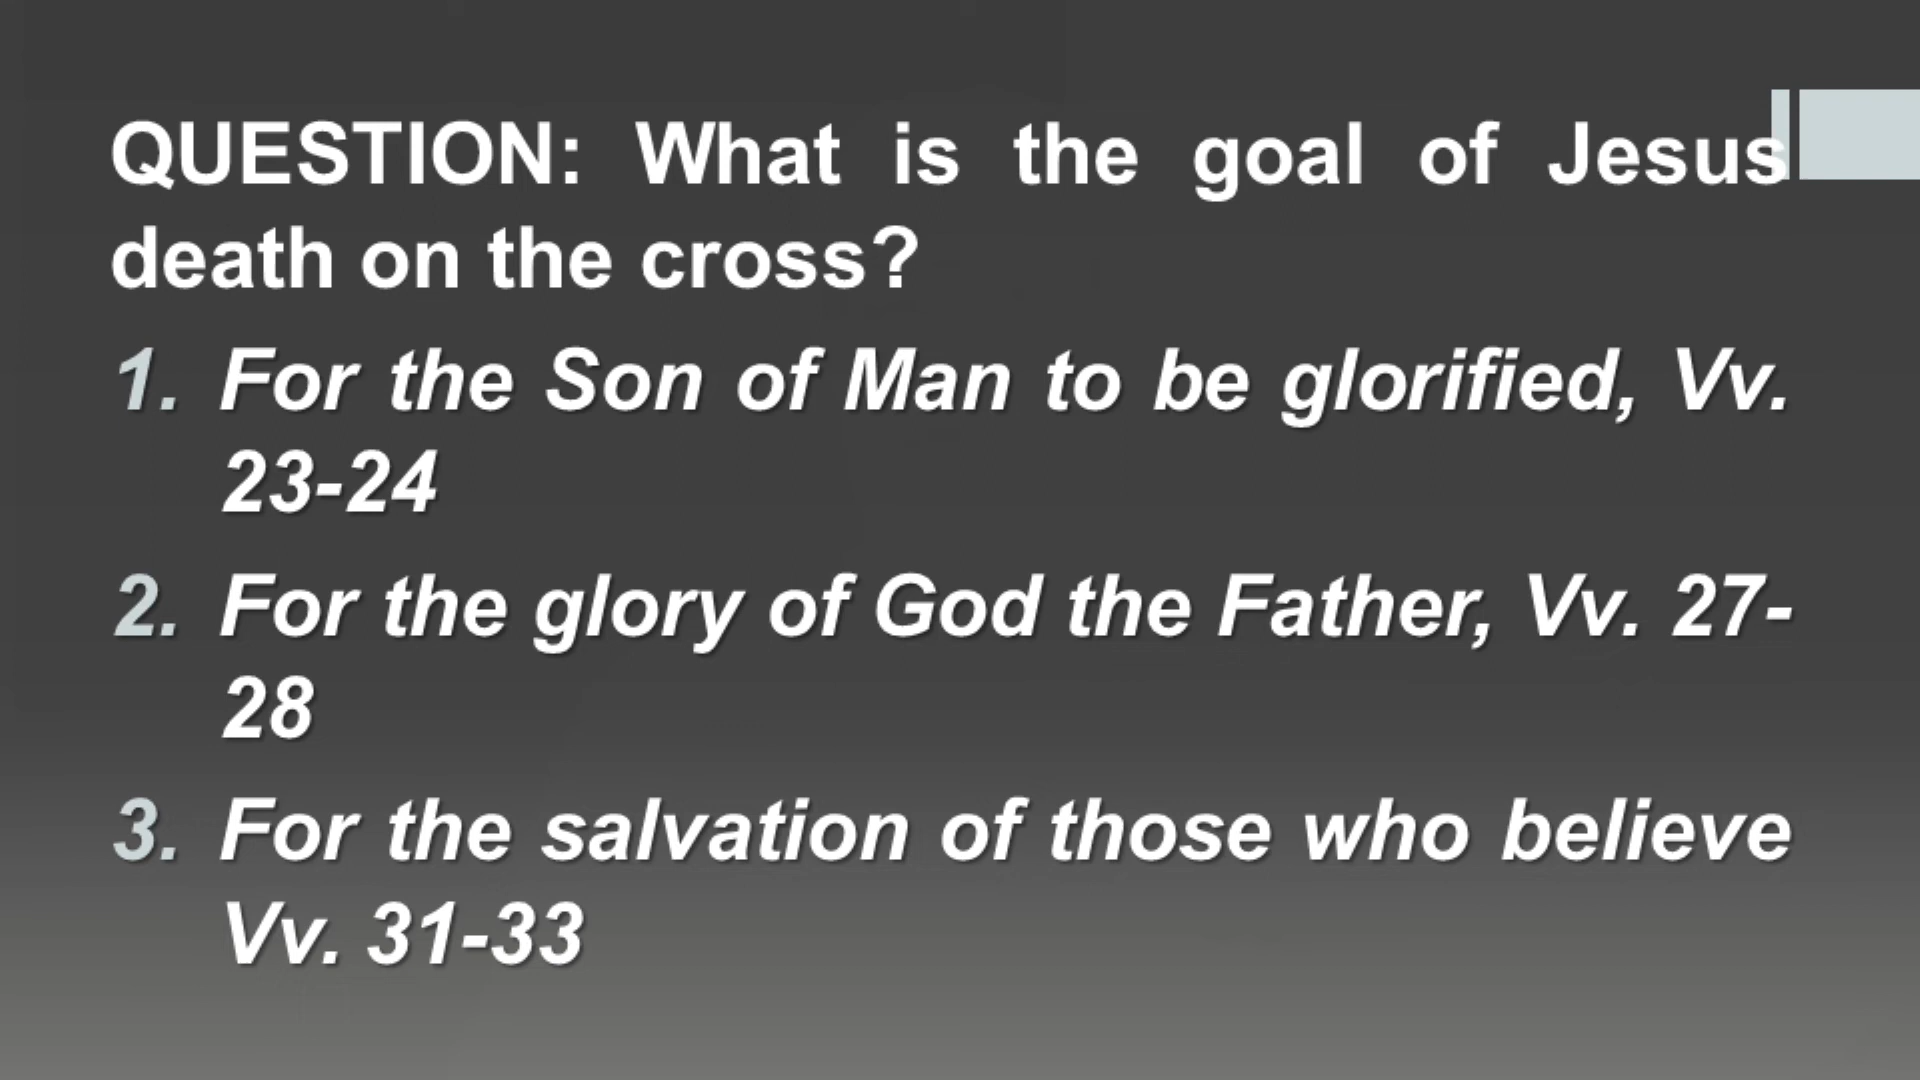 QUESTION: What is the goal of Jesus
death on the cross?
1. For the Son of Man to be glorified, Vv.
23-24
2. For the glory of God the Father, Vv. 27-
28
3. For the salvation of those who believe
Vv. 31-33